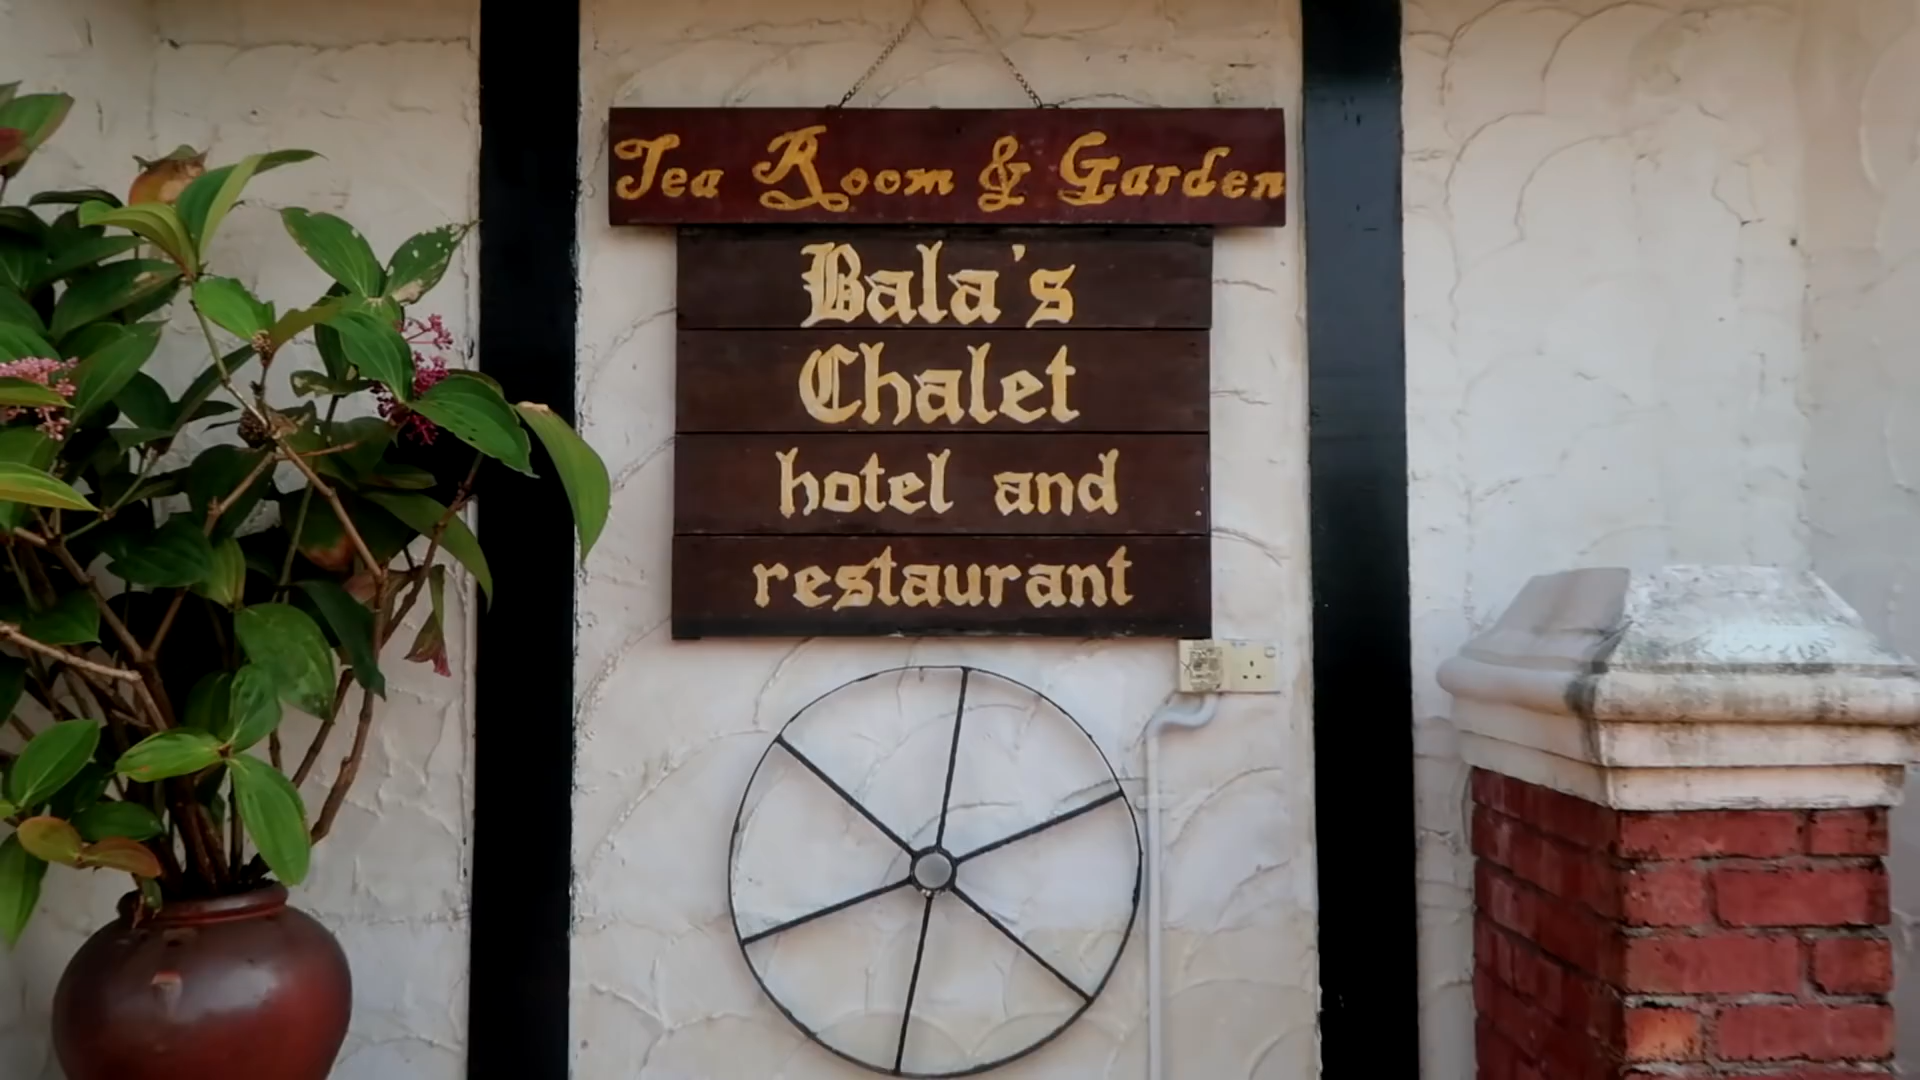 Tea Room & Garden
Bala's
Chalet
hotel and
restaurant